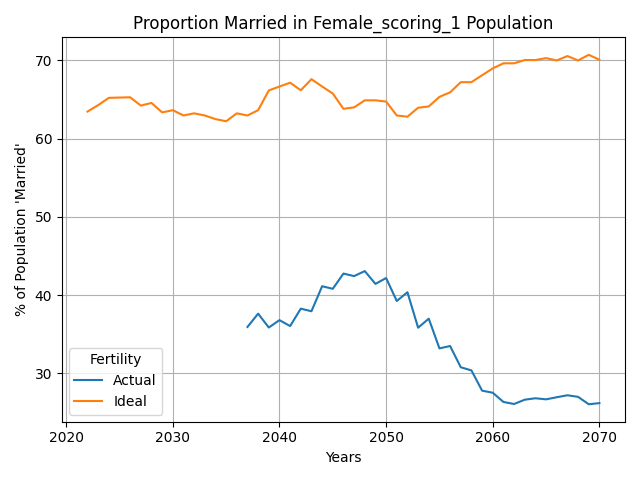 Proportion Married in Female_scoring_1 Population
% of Population 'Married'
70
60
50
40
30
Fertility
Actual
Ideal
2020 2030 2040 2050 2060 2070
Years